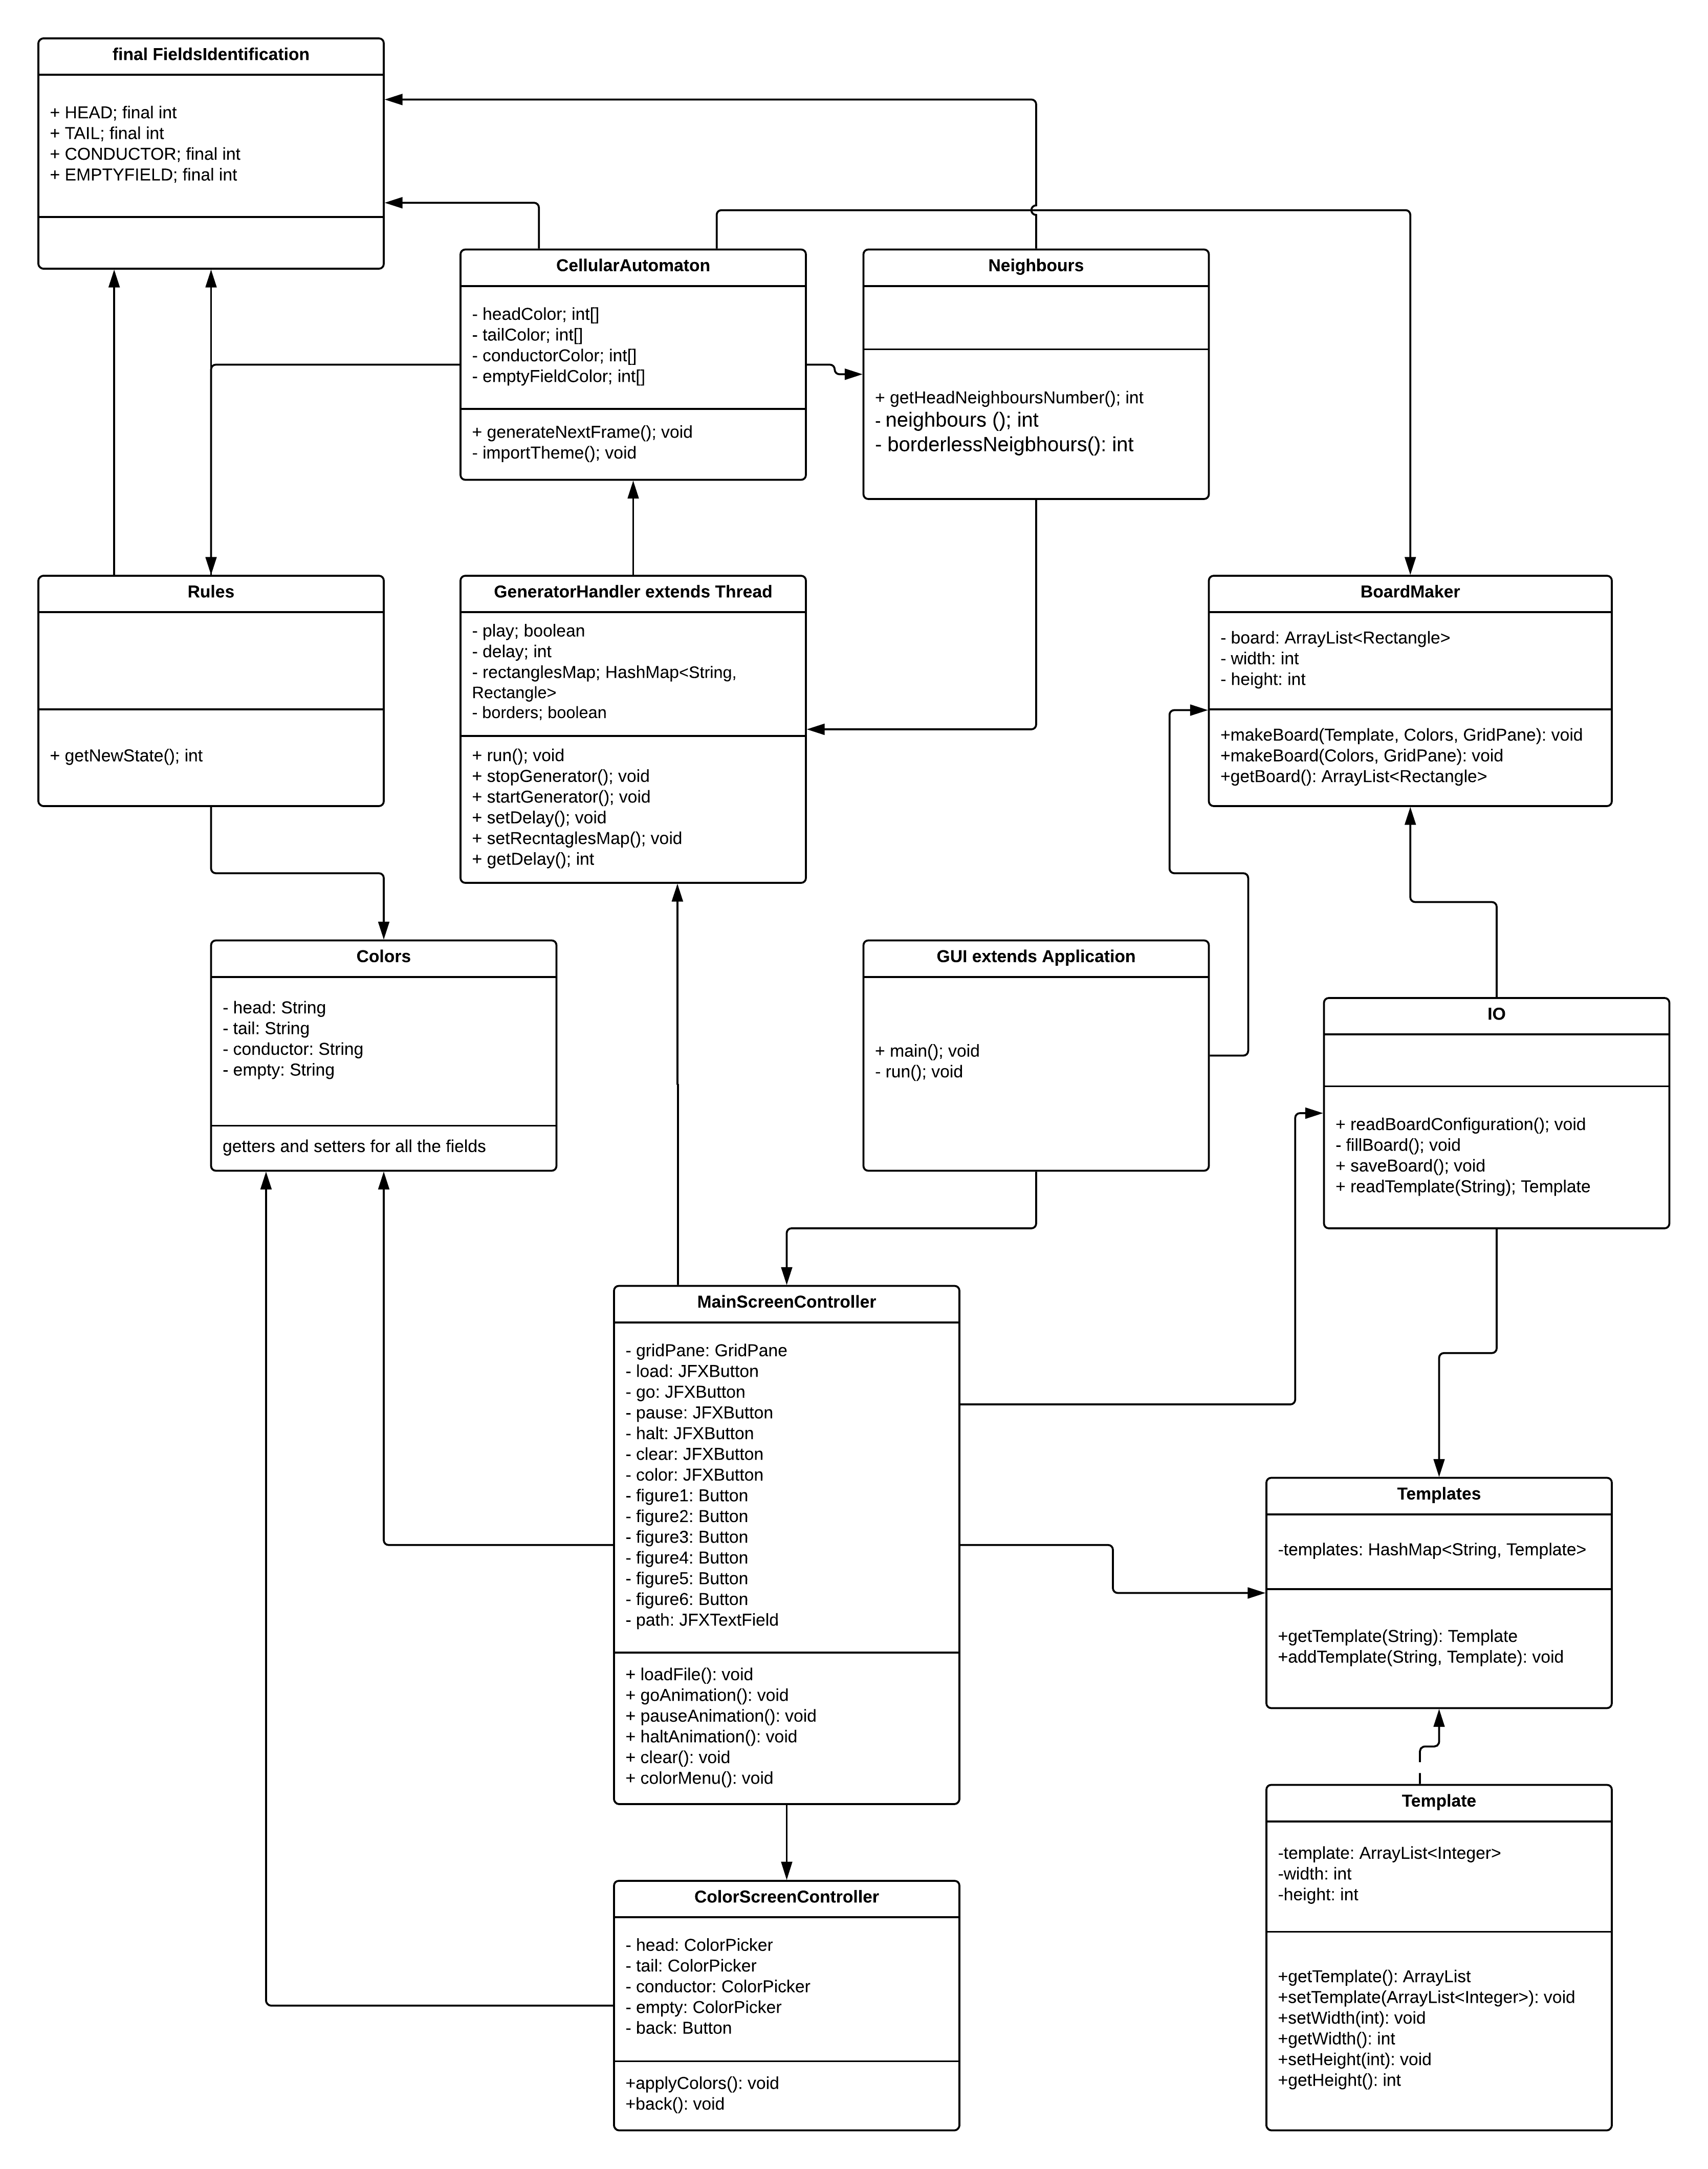 final FieldsIdentification
+ HEAD; final int
+ TAIL; final int
+ CONDUCTOR; final int
+ EMPTYFIELD; final int
CellularAutomaton
- headColor; int[]
- tailColor; int[]
- conductorColor; int[]
- emptyFieldColor; int[]
+ generateNextFrame(); void
- importTheme(); void
Neighbours
+ getHeadNeighboursNumber(); int
- neighbours (); int
- borderlessNeigbhours(): int
Rules
+ getNewState(); int
GeneratorHandler extends Thread
- play; boolean
- delay; int
- rectanglesMap; HashMap<String,
Rectangle>
- borders; boolean
+ run(); void
+ stopGenerator(); void
+ startGenerator(); void
+ setDelay(); void
+ setRecntaglesMap(); void
+ getDelay(); int
BoardMaker
- board: ArrayList<Rectangle>
- width: int
- height: int
+makeBoard(Template, Colors, GridPane): void
+makeBoard(Colors, GridPane): void
+getBoard(): ArrayList<Rectangle>
Colors
- head: String
- tail: String
- conductor: String
- empty: String
getters and setters for all the fields
GUI extends Application
+ main(); void
- run(); void
IO
+ readBoardConfiguration(); void
- fillBoard(); void
+ saveBoard(); void
+ readTemplate(String); Template
MainScreenController
- gridPane: GridPane
- load: JFXButton
- go: JFXButton
- pause: JFXButton
- halt: JFXButton
- clear: JFXButton
- color: JFXButton
- figure1: Button
- figure2: Button
- figure3: Button
- figure4: Button
- figure5: Button
- figure6: Button
- path: JFXTextField
+ loadFile(): void
+ goAnimation(): void
+ pauseAnimation(): void
+ haltAnimation(): void
+ clear(): void
+ colorMenu(): void
Templates
-templates: HashMap<String, Template>
+getTemplate(String): Template
+addTemplate(String, Template): void
Template
-template: ArrayList<Integer>
-width: int
-height: int
+getTemplate(): ArrayList
+setTemplate(ArrayList<Integer>): void
+setWidth(int): void
+getWidth(): int
+setHeight(int): void
+getHeight(): int
ColorScreenController
- head: ColorPicker
- tail: ColorPicker
- conductor: ColorPicker
- empty: ColorPicker
- back: Button
+applyColors(): void
+back(): void